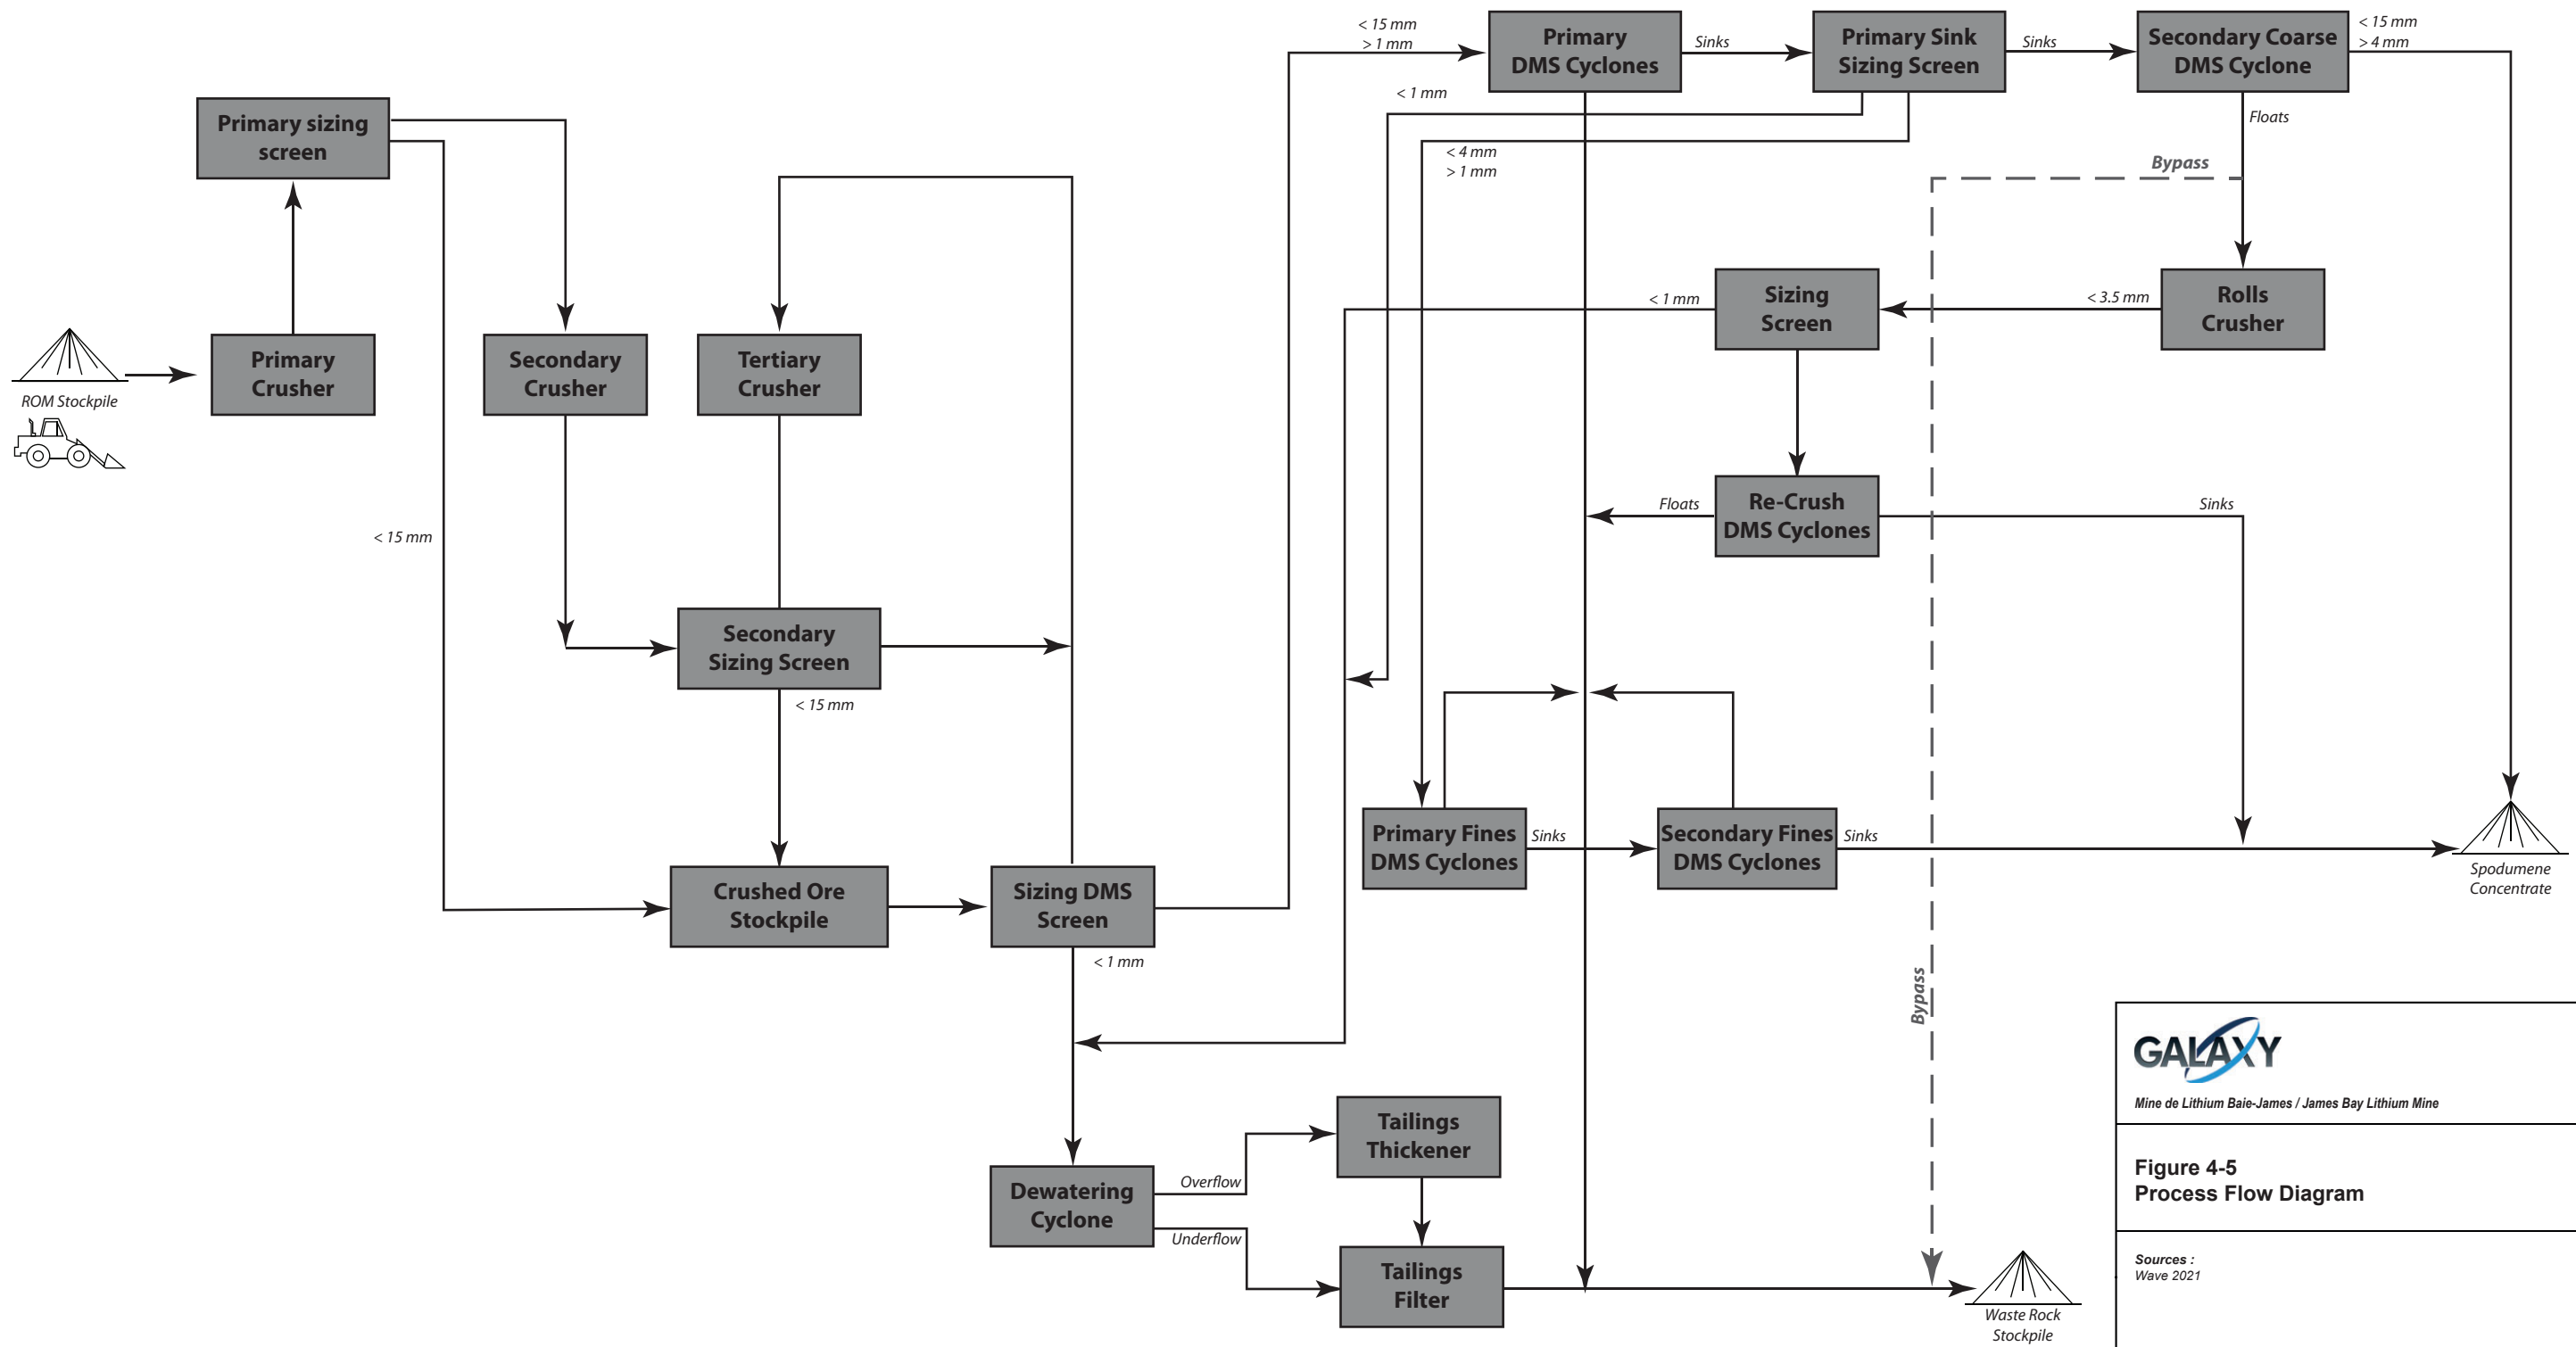 < 15 mm
> 1 mm
Primary
DMS Cyclones
Sinks
Primary Sink
Sizing Screen
Sinks
Secondary Coarse
DMS Cyclone
< 15 mm
> 4 mm
< 1 mm
Floats
Primary sizing
screen
< 4 mm
> 1 mm
Bypass
Sizing
Screen
< 1 mm
< 3.5 mm
Rolls
Crusher
ROM Stockpile
Primary
Crusher
Secondary
Crusher
Tertiary
Crusher
< 15 mm
Floats
Re-Crush
DMS Cyclones
Sinks
Secondary
Sizing Screen
< 15 mm
Primary Fines
DMS Cyclones
Sinks
Secondary Fines
DMS Cyclones
Sinks
Spodumene
Concentrate
Crushed Ore
Stockpile
Sizing DMS
Screen
< 1 mm
Bypass
Dewatering
Cyclone
Overflow
Underflow
Tailings
Thickener
Tailings
Filter
Waste Rock
Stockpile
GALAXY
Mine de Lithium Baie-James / James Bay Lithium Mine
Figure 4-5
Process Flow Diagram
Sources :
Wave 2021